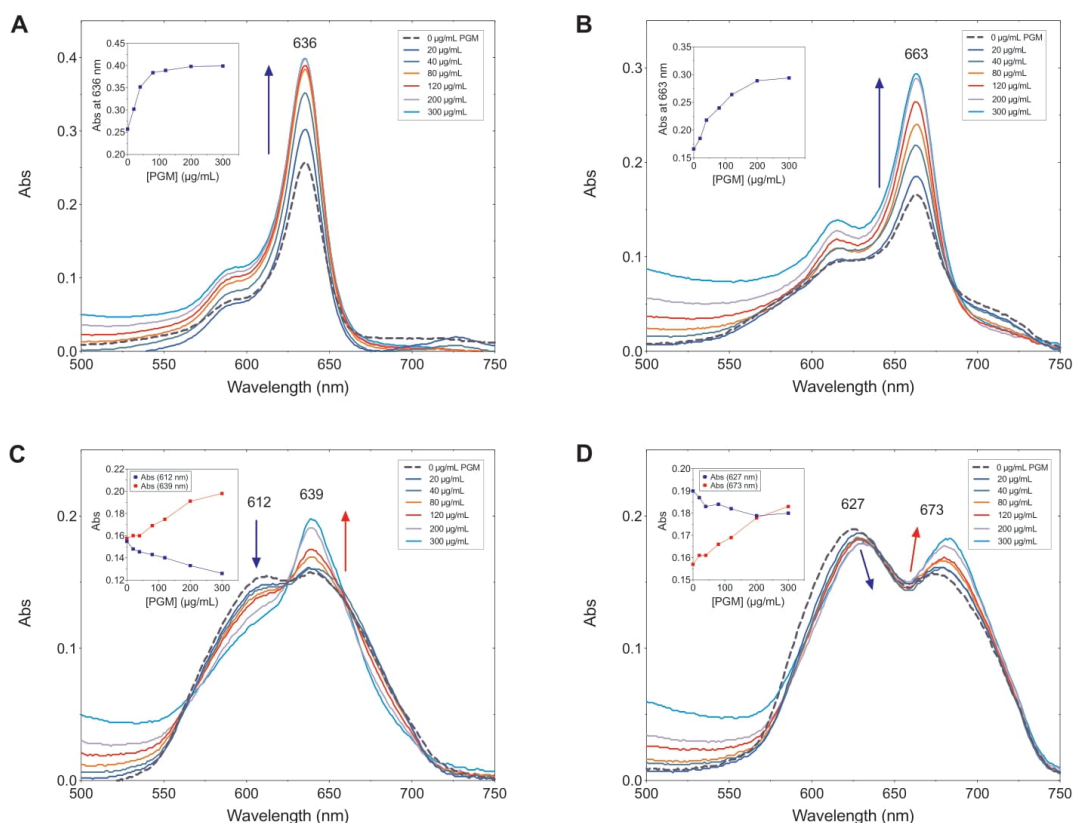 A
636
0 µg/mL PGM
20 µg/mL
40 µg/mL
80 µg/mL
120 µg/mL
200 µg/mL
300 µg/mL
Abs at 636 nm
0.45
0.40
0.35
0.30
0.25
0.20
0 100 200 300 400
[PGM] (µg/mL)
Abs
0.4
0.3
0.2
0.1
0.0
500 550 600 650 700 750
Wavelength (nm)
B
663
0 µg/mL PGM
20 µg/mL
40 µg/mL
80 µg/mL
120 µg/mL
200 µg/mL
300 µg/mL
Abs at 663 nm
0.35
0.30
0.25
0.20
0.15
0 100 200 300 400
[PGM] (µg/mL)
Abs
0.3
0.2
0.1
0.0
500 550 600 650 700 750
Wavelength (nm)
C
612
639
0 µg/mL PGM
20 µg/mL
40 µg/mL
80 µg/mL
120 µg/mL
200 µg/mL
300 µg/mL
Abs (612 nm)
Abs (639 nm)
Abs
0.22
0.20
0.18
0.16
0.14
0.12
0 100 200 300 400
[PGM] (µg/mL)
Abs
0.2
0.1
0.0
500 550 600 650 700 750
Wavelength (nm)
D
627
673
0 µg/mL PGM
20 µg/mL
40 µg/mL
80 µg/mL
120 µg/mL
200 µg/mL
300 µg/mL
Abs (627 nm)
Abs (673 nm)
Abs
0.20
0.19
0.18
0.17
0.16
0.15
0 100 200 300 400
[PGM] (µg/mL)
Abs
0.2
0.1
0.0
500 550 600 650 700 750
Wavelength (nm)